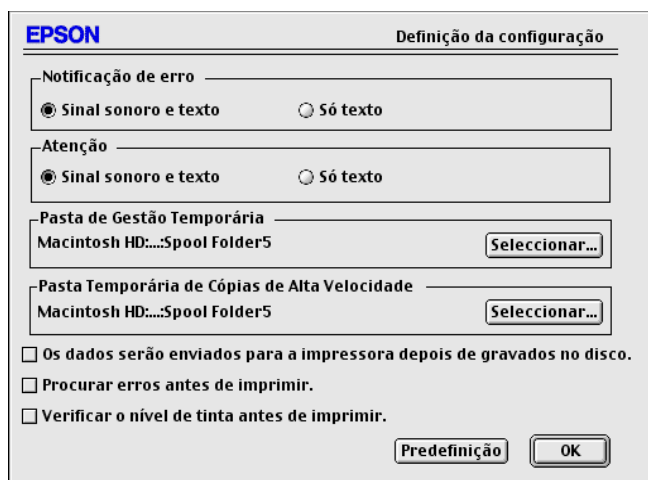 EPSON Definição da configuração
Notificação de erro
Sinal sonoro e texto Só texto
Atenção
Sinal sonoro e texto Só texto
Pasta de Gestão Temporária
Macintosh HD:...:Spool Folder5 Seleccionar...
Pasta Temporária de Cópias de Alta Velocidade
Macintosh HD:...:Spool Folder5 Seleccionar...
Os dados serão enviados para a impressora depois de gravados no disco.
Procurar erros antes de imprimir.
Verificar o nível de tinta antes de imprimir.
Predefinição OK